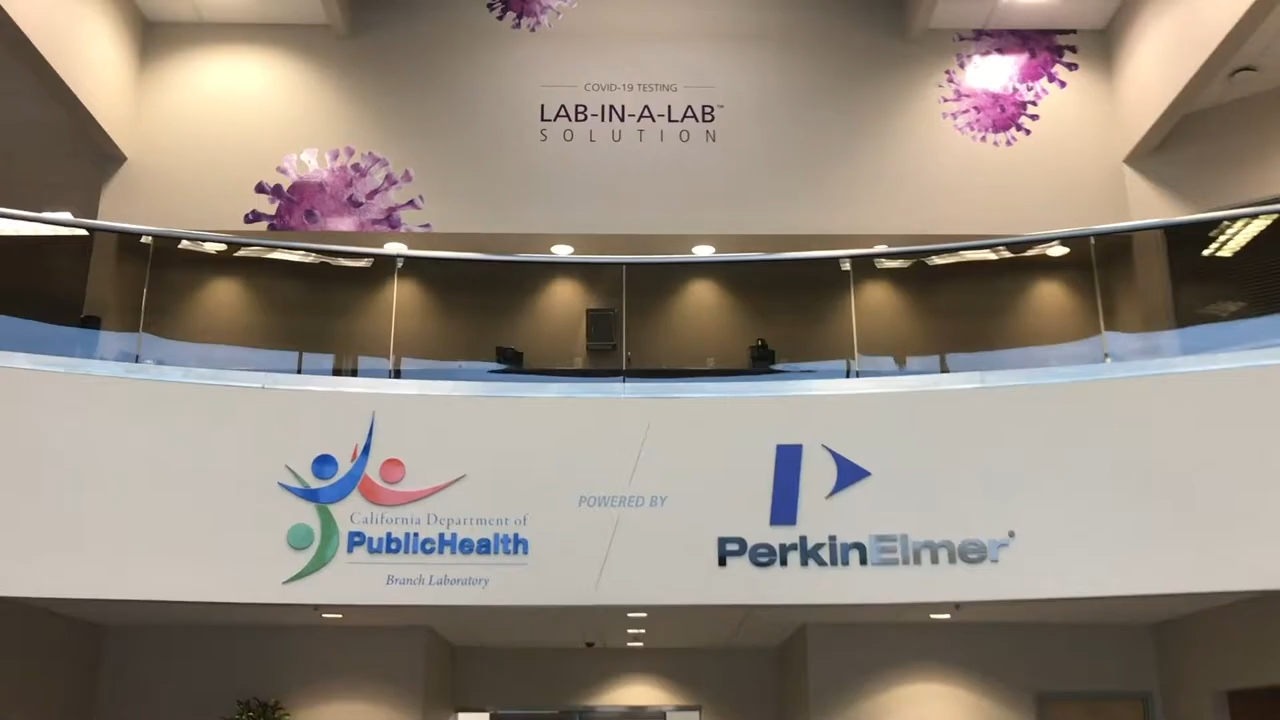 COVID-19 TESTING
LAB-IN-A-LAB™
SOLUTION
California Department of
PublicHealth
Branch Laboratory
POWERED BY
PerkinElmer